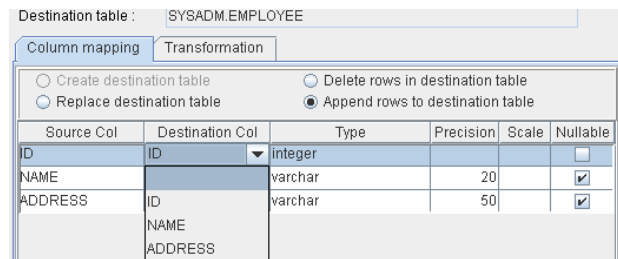 Destination table : SYSADM.EMPLOYEE
Column mapping Transformation
Create destination table Delete rows in destination table
Replace destination table Append rows to destination table
Source Col Destination Col Type Precision Scale Nullable
ID ID integer
NAME varchar 20
ADDRESS ID varchar 50
NAME
ADDRESS